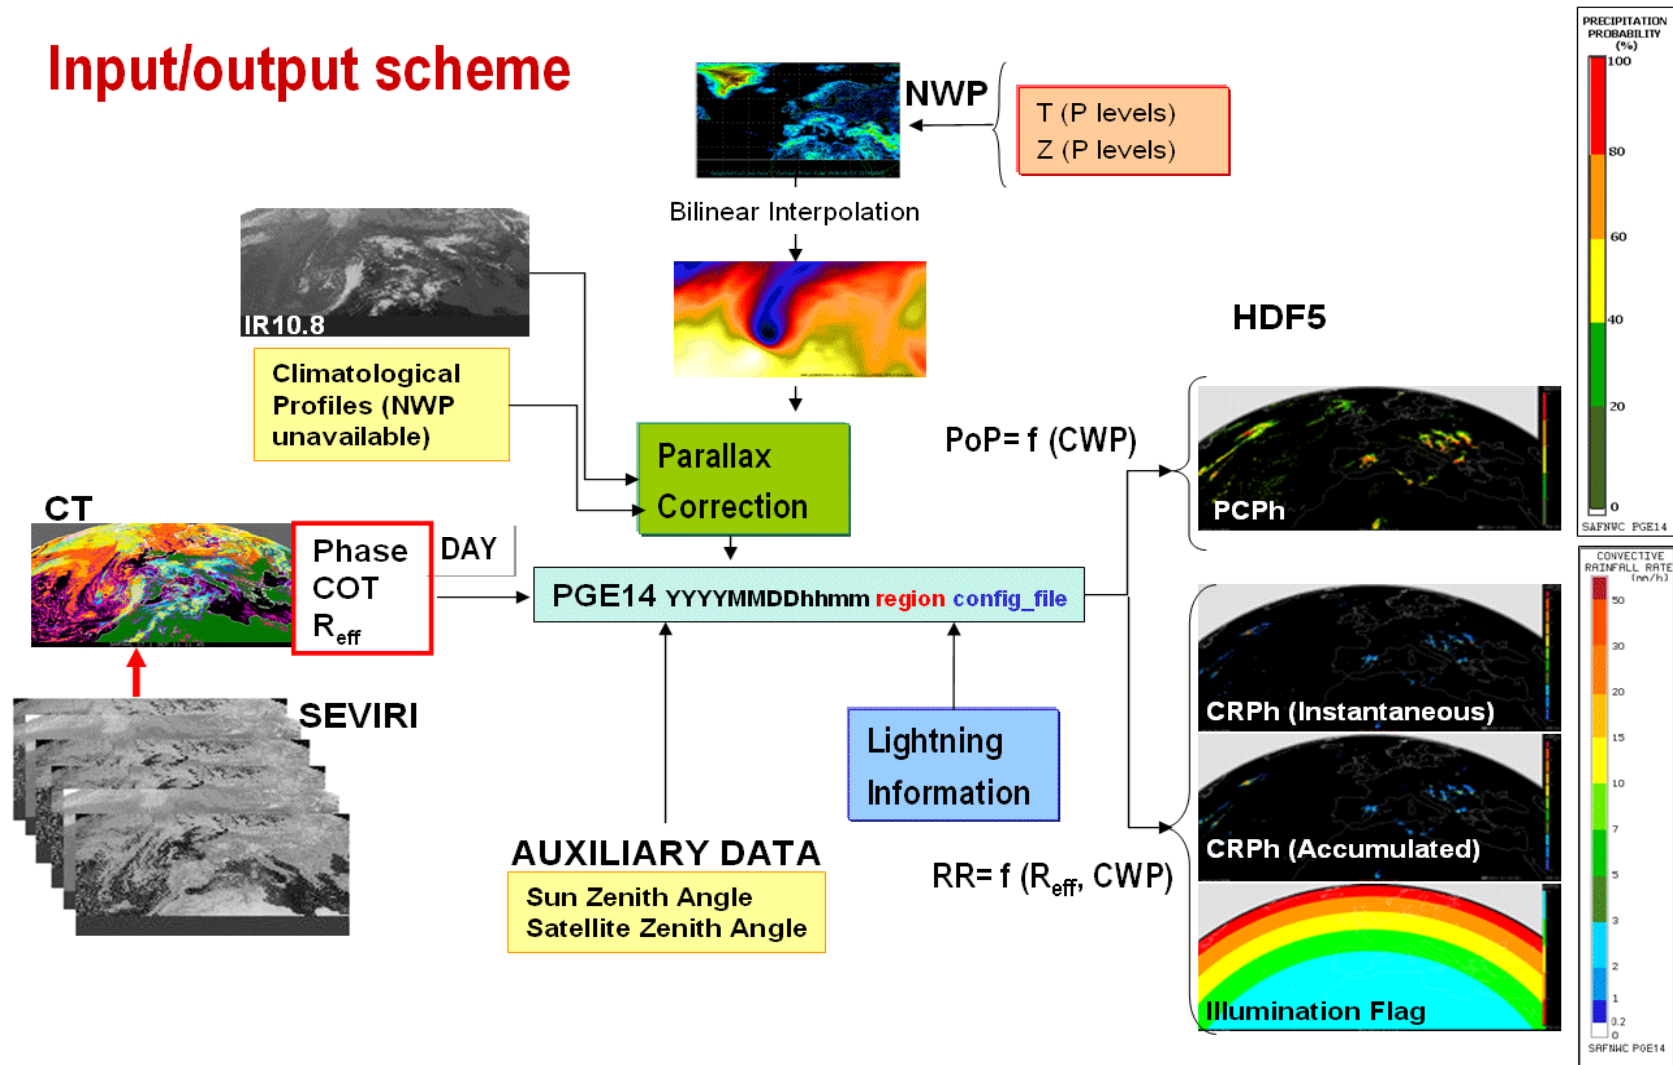 Input/output scheme
NWP
T (P levels)
Z (P levels)
Bilinear Interpolation
IR10.8
Climatological
Profiles (NWP
unavailable)
Parallax
Correction
CT
Phase
COT
Reff
DAY
PGE14 YYYYMMDDhhmm region config_file
SEVIRI
Lightning
Information
AUXILIARY DATA
Sun Zenith Angle
Satellite Zenith Angle
HDF5
PoP= f (CWP)
PCPh
RR= f (Reff, CWP)
CRPh (Instantaneous)
CRPh (Accumulated)
Illumination Flag
PRECIPITATION
PROBABILITY
(%)
100
80
60
40
20
0
SAFNWC PGE14
CONVECTIVE
RAINFALL RATE
(mm/h)
50
30
20
15
10
7
5
3
2
1
0.2
0
SAFNWC PGE14